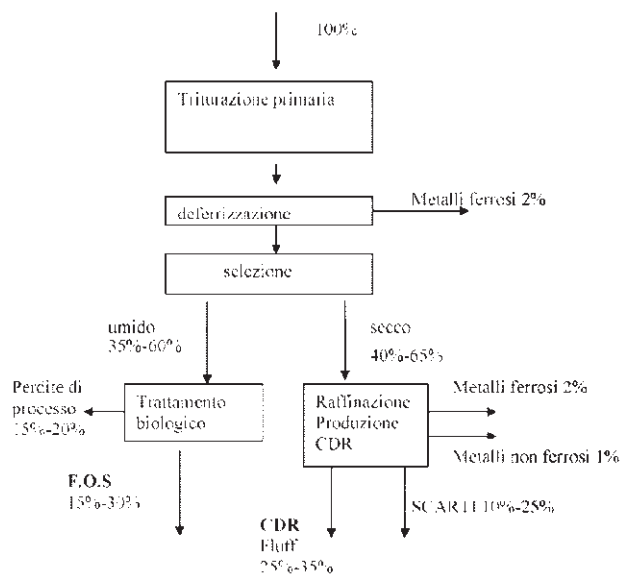 100%
Triturazione primaria
deferrizzazione
Metalli ferrosi 2%
selezione
umido
35%-60%
secco
40%-65%
Perdite di
processo
15%-20%
Trattamento
biologico
Raffinazione
Produzione
CDR
Metalli ferrosi 2%
Metalli non ferrosi 1%
F.O.S
15%-30%
SCARTI 10%-25%
CDR
Fluff
25%-35%